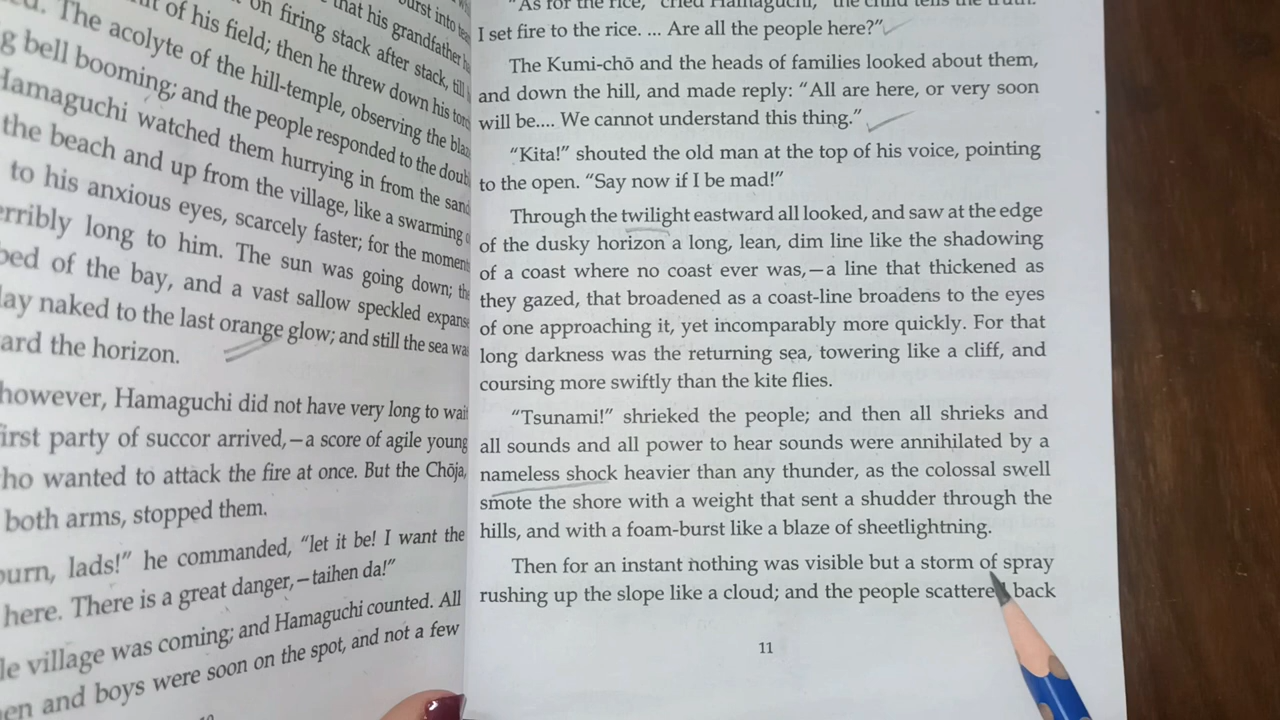 burst into
that his grandfather
on firing stack after stack, till
of his field; then he threw down his
The acolyte of the hill-temple, observing the
bell booming; and the people responded to the
Hamaguchi watched them hurrying in from the
the beach and up from the village, like a swarming
to his anxious eyes, scarcely faster; for the
long to him. The sun was going down;
of the bay, and a vast sallow speckled
naked to the last orange glow; and still the sea
the horizon.
however, Hamaguchi did not have very long to wait
first party of succor arrived,—a score of agile young
who wanted to attack the fire at once. But the Chōja,
both arms, stopped them.
burn, lads!” he commanded, “let it be! I want the
here. There is a great danger,—taihen da!”
village was coming; and Hamaguchi counted. All
and boys were soon on the spot, and not a few
“As for the rice,” cried Hamaguchi, “the child tells the truth.
I set fire to the rice. ... Are all the people here?”
The Kumi-chō and the heads of families looked about them,
and down the hill, and made reply: “All are here, or very soon
will be.... We cannot understand this thing.”
“Kita!” shouted the old man at the top of his voice, pointing
to the open. “Say now if I be mad!”
Through the twilight eastward all looked, and saw at the edge
of the dusky horizon a long, lean, dim line like the shadowing
of a coast where no coast ever was,—a line that thickened as
they gazed, that broadened as a coast-line broadens to the eyes
of one approaching it, yet incomparably more quickly. For that
long darkness was the returning sea, towering like a cliff, and
coursing more swiftly than the kite flies.
“Tsunami!” shrieked the people; and then all shrieks and
all sounds and all power to hear sounds were annihilated by a
nameless shock heavier than any thunder, as the colossal swell
smote the shore with a weight that sent a shudder through the
hills, and with a foam-burst like a blaze of sheetlightning.
Then for an instant nothing was visible but a storm of spray
rushing up the slope like a cloud; and the people scattered back
11